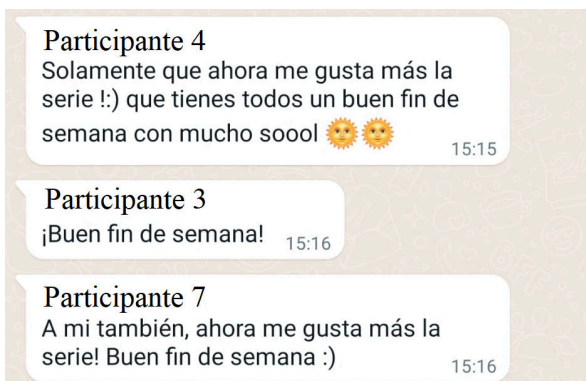 Participante 4
Solamente que ahora me gusta más la
serie !:) que tienes todos un buen fin de
semana con mucho soool 🌞🌞
15:15
Participante 3
¡Buen fin de semana! 15:16
Participante 7
A mi también, ahora me gusta más la
serie! Buen fin de semana :)
15:16